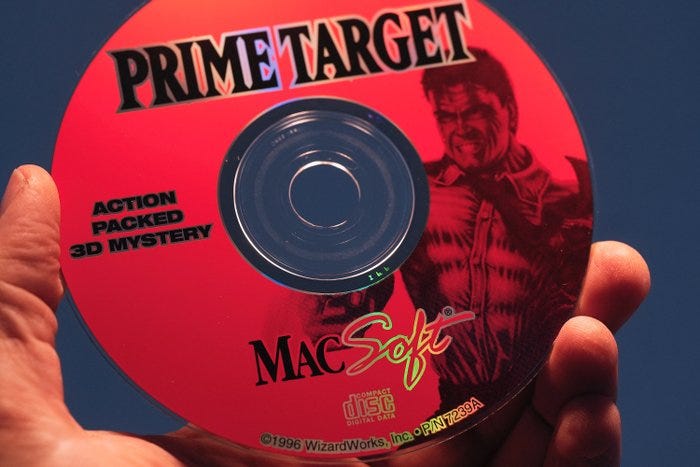 PRIME TARGET
ACTION
PACKED
3D MYSTERY
MACSoft®
COMPACT
disc
DIGITAL DATA
©1996 WizardWorks, Inc. • P/N 7239A